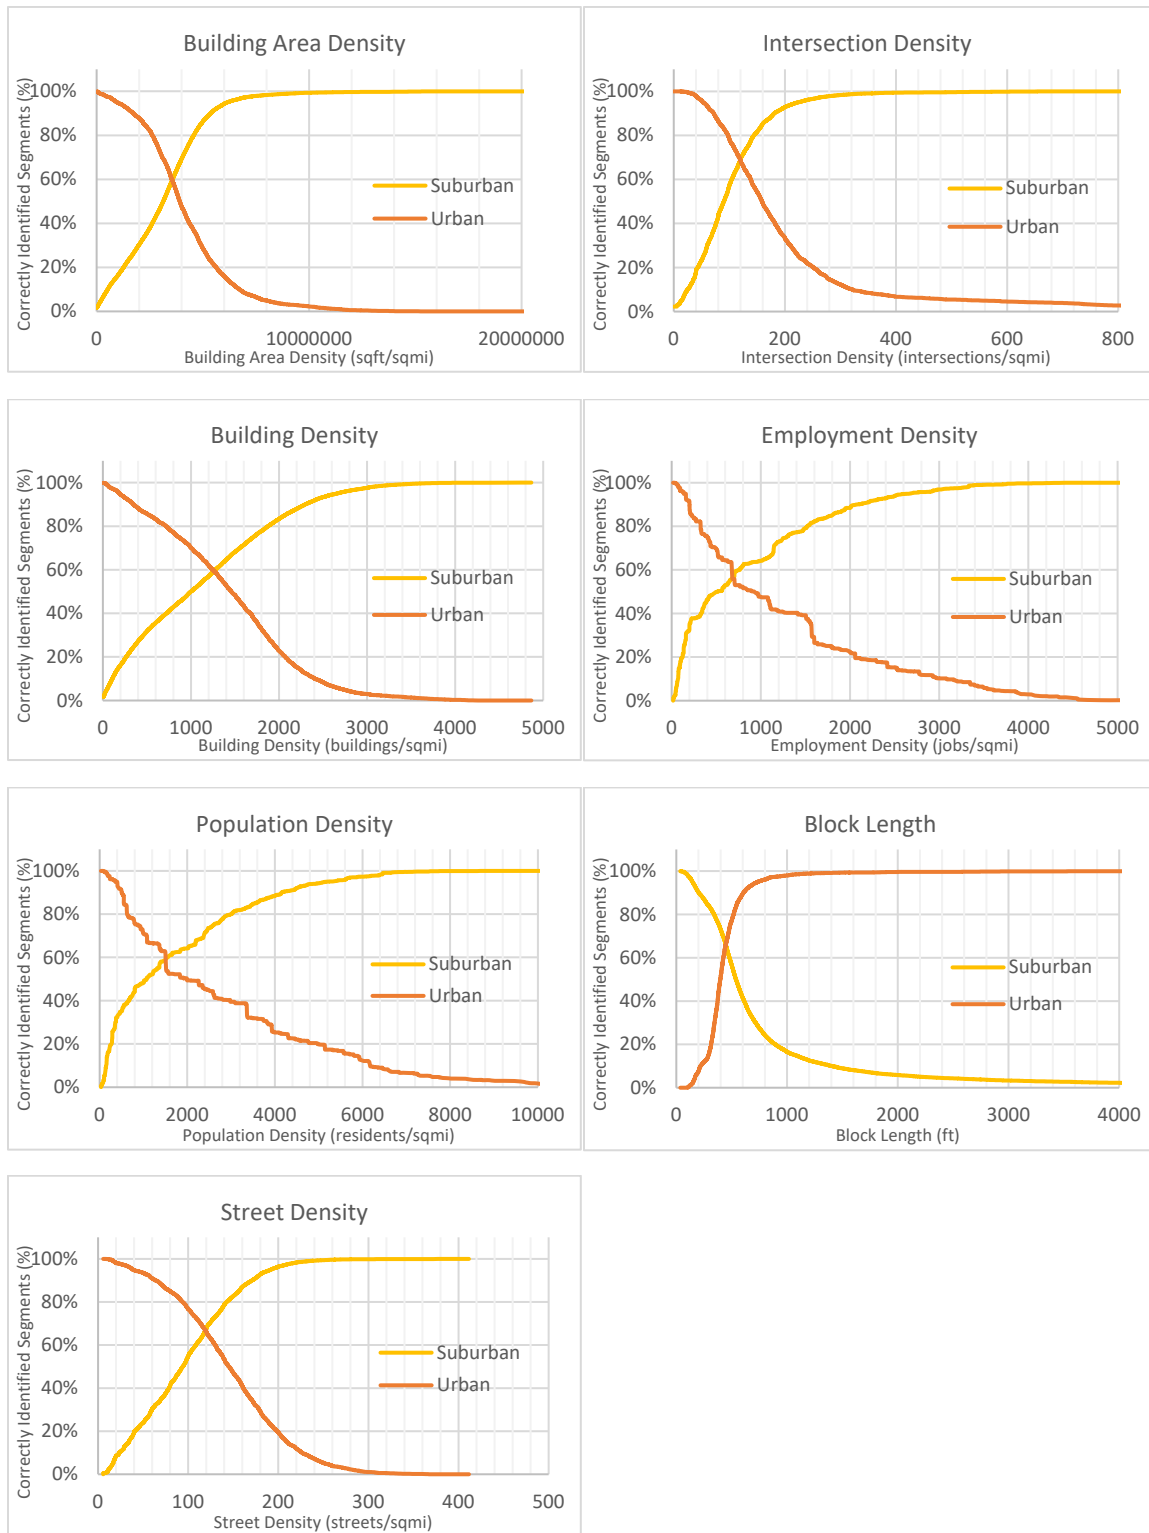 Building Area Density
Correctly Identified Segments (%)
100%
80%
60%
40%
20%
0%
Suburban
Urban
0 10000000 20000000
Building Area Density (sqft/sqmi)
Intersection Density
Correctly Identified Segments (%)
100%
80%
60%
40%
20%
0%
Suburban
Urban
0 200 400 600 800
Intersection Density (intersections/sqmi)
Building Density
Correctly Identified Segments (%)
100%
80%
60%
40%
20%
0%
Suburban
Urban
0 1000 2000 3000 4000 5000
Building Density (buildings/sqmi)
Employment Density
Correctly Identified Segments (%)
100%
80%
60%
40%
20%
0%
Suburban
Urban
0 1000 2000 3000 4000 5000
Employment Density (jobs/sqmi)
Population Density
Correctly Identified Segments (%)
100%
80%
60%
40%
20%
0%
Suburban
Urban
0 2000 4000 6000 8000 10000
Population Density (residents/sqmi)
Block Length
Correctly Identified Segments (%)
100%
80%
60%
40%
20%
0%
Suburban
Urban
0 1000 2000 3000 4000
Block Length (ft)
Street Density
Correctly Identified Segments (%)
100%
80%
60%
40%
20%
0%
Suburban
Urban
0 100 200 300 400 500
Street Density (streets/sqmi)